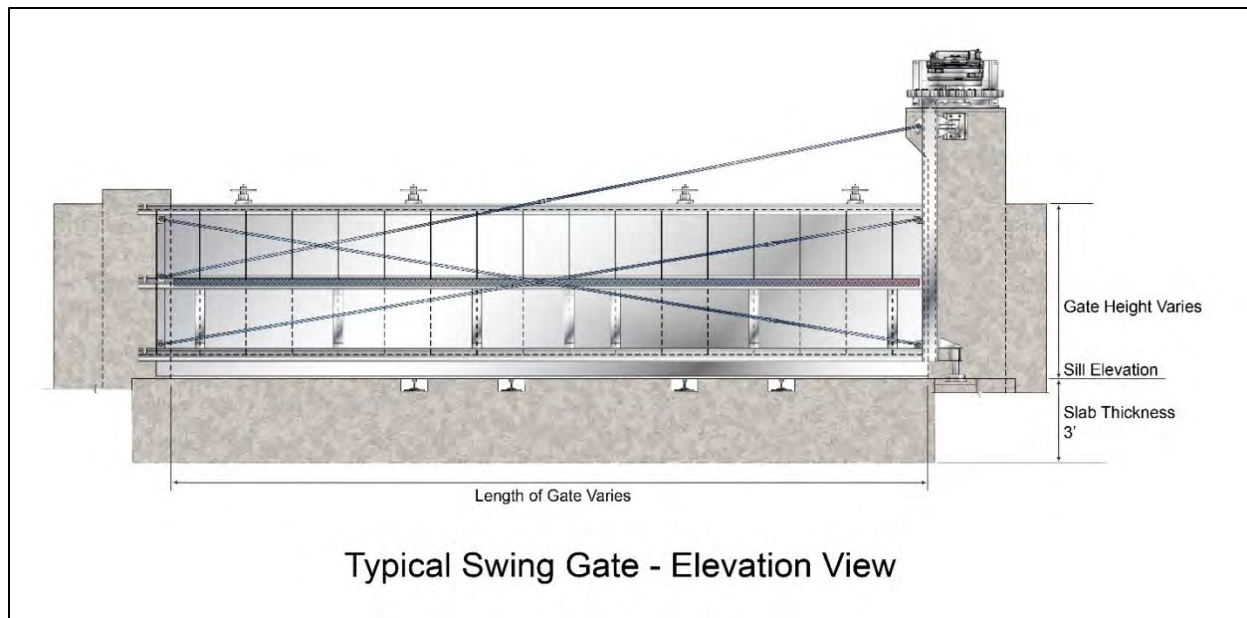 Gate Height Varies
Sill Elevation
Slab Thickness
3'
Length of Gate Varies
Typical Swing Gate - Elevation View